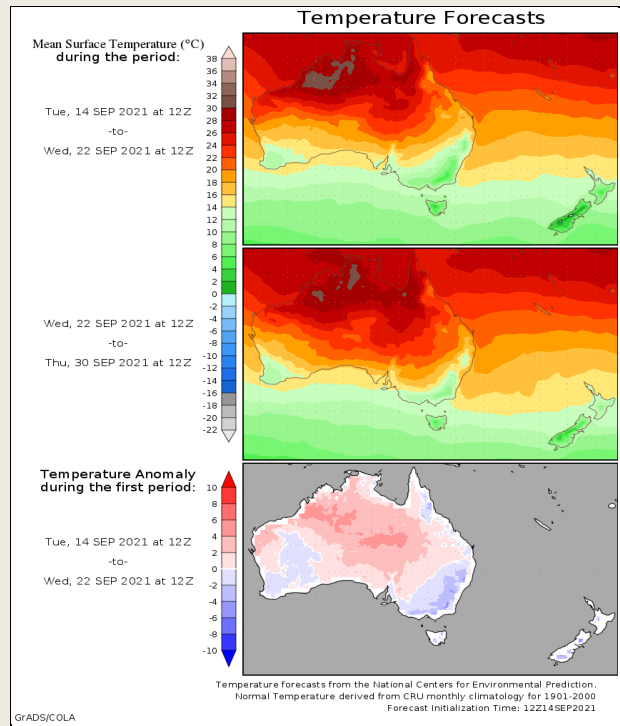 Temperature Forecasts
Mean Surface Temperature (°C)
during the period:
Tue, 14 SEP 2021 at 12Z
-to-
Wed, 22 SEP 2021 at 12Z
38
36
34
32
30
28
26
24
22
20
18
16
14
12
10
8
6
4
2
0
-2
-4
-6
-8
-10
-12
-14
-16
-18
-20
-22
Wed, 22 SEP 2021 at 12Z
-to-
Thu, 30 SEP 2021 at 12Z
Temperature Anomaly
during the first period:
Tue, 14 SEP 2021 at 12Z
-to-
Wed, 22 SEP 2021 at 12Z
10
8
6
4
2
0
-2
-4
-6
-8
-10
Temperature forecasts from the National Centers for Environmental Prediction.
Normal Temperature derived from CRU monthly climatology for 1901-2000
Forecast Initialization Time: 12Z14SEP2021
GrADS/COLA